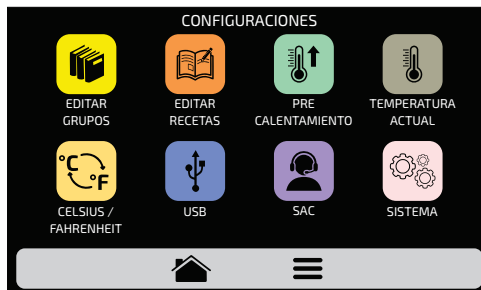 CONFIGURACIONES
EDITAR
GRUPOS
EDITAR
RECETAS
PRE
CALENTAMIENTO
TEMPERATURA
ACTUAL
°C
°F
CELSIUS /
FAHRENHEIT
USB
SAC
SISTEMA